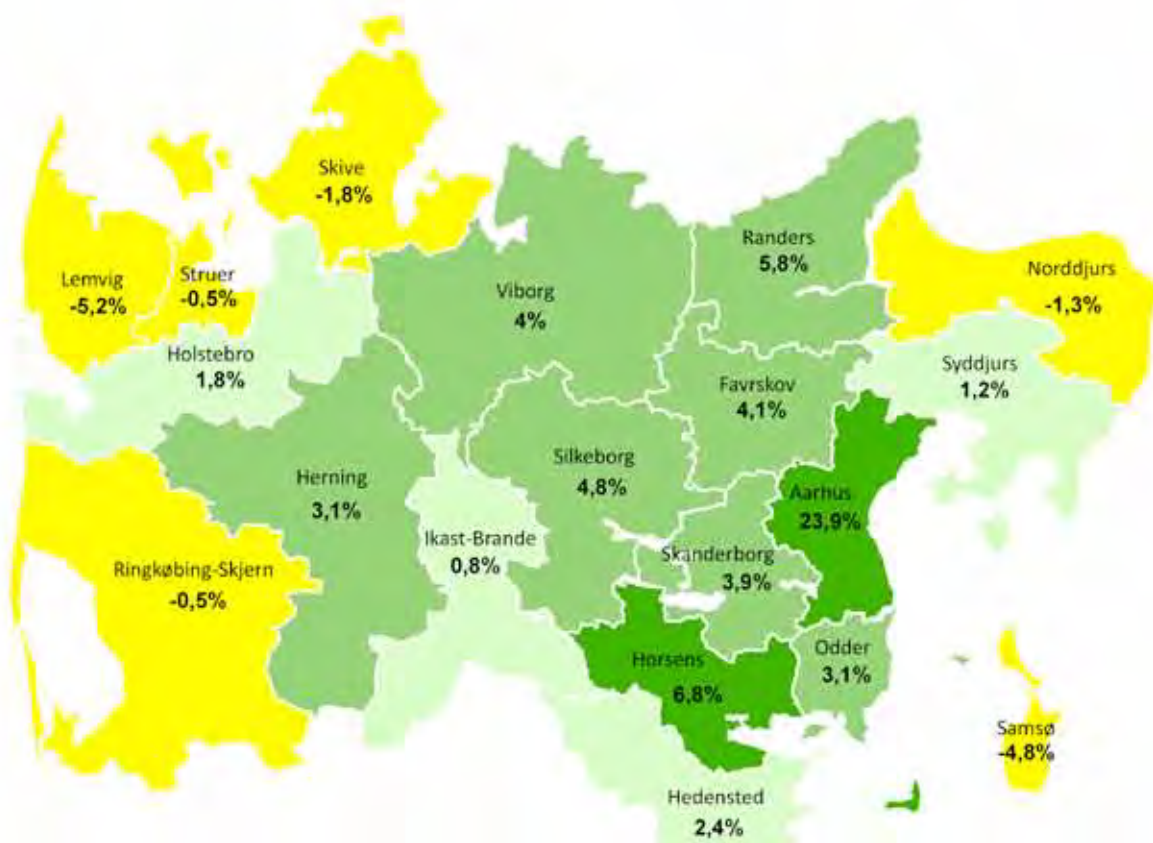 Skive
-1,8%
Randers
5,8%
Lemvig
-5,2%
Struer
-0,5%
Viborg
4%
Norddjurs
-1,3%
Holstebro
1,8%
Favrskov
4,1%
Syddjurs
1,2%
Herning
3,1%
Silkeborg
4,8%
Aarhus
23,9%
Ikast-Brande
0,8%
Skanderborg
3,9%
Ringkøbing-Skjern
-0,5%
Horsens
6,8%
Odder
3,1%
Samsø
-4,8%
Hedensted
2,4%